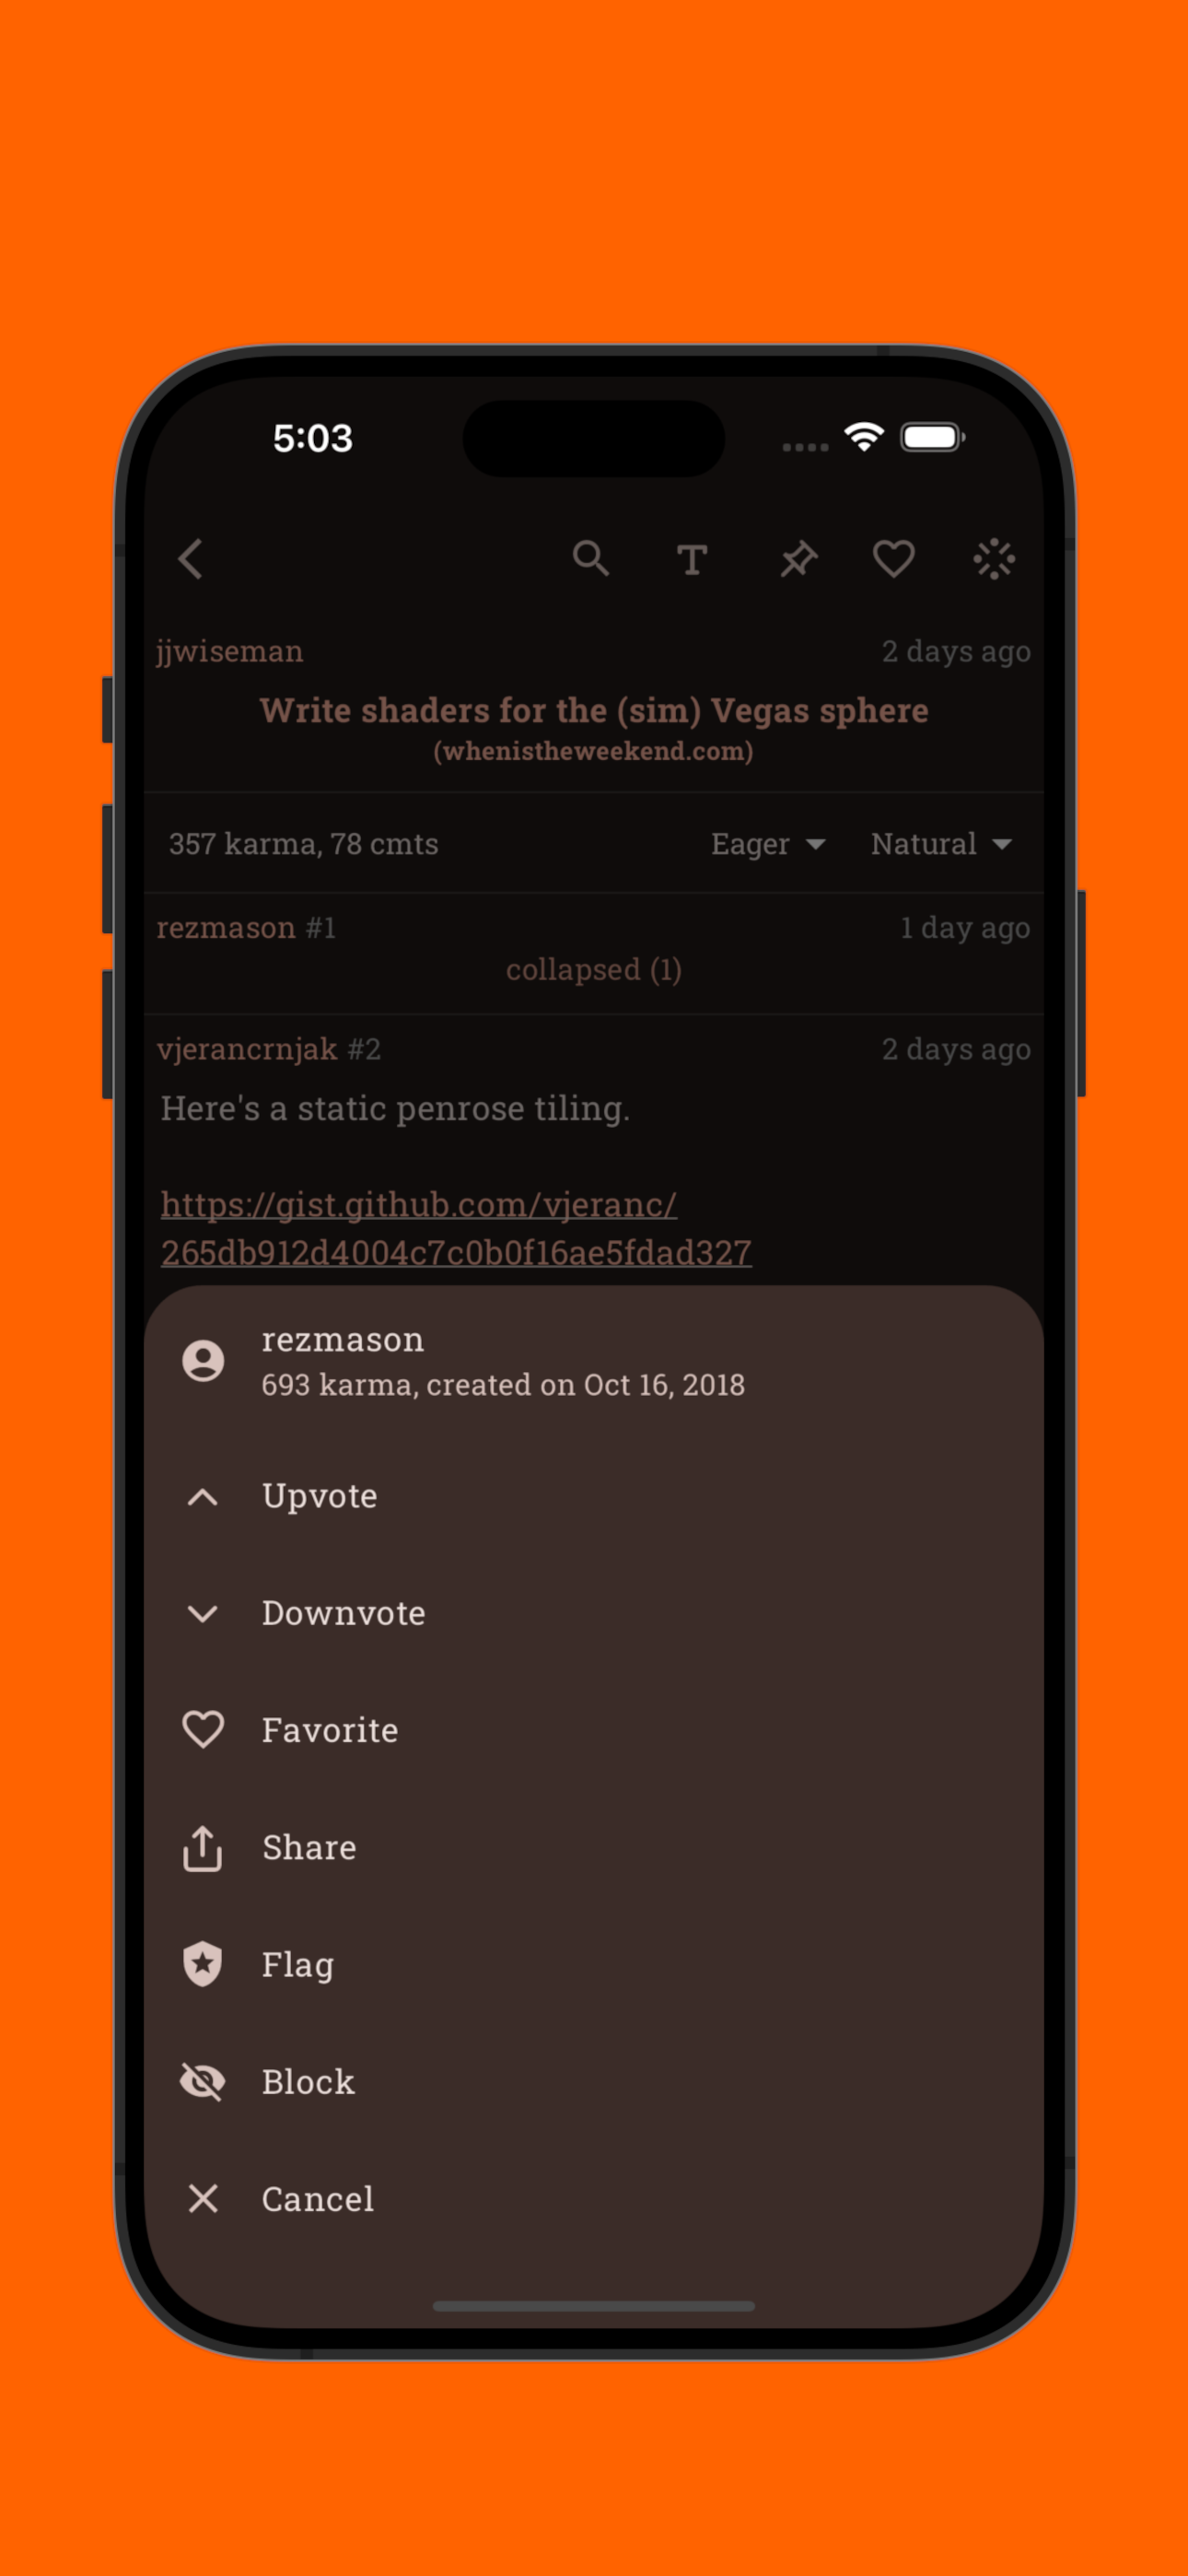 5:03
jjwiseman 2 days ago
Write shaders for the (sim) Vegas sphere
(whenistheweekend.com)
357 karma, 78 cmts Eager Natural
rezmason #1 1 day ago
collapsed (1)
vjerancrnjak #2 2 days ago
Here's a static penrose tiling.
https://gist.github.com/vjeranc/
265db912d4004c7c0b0f16ae5fdad327
rezmason
693 karma, created on Oct 16, 2018
Upvote
Downvote
Favorite
Share
Flag
Block
Cancel